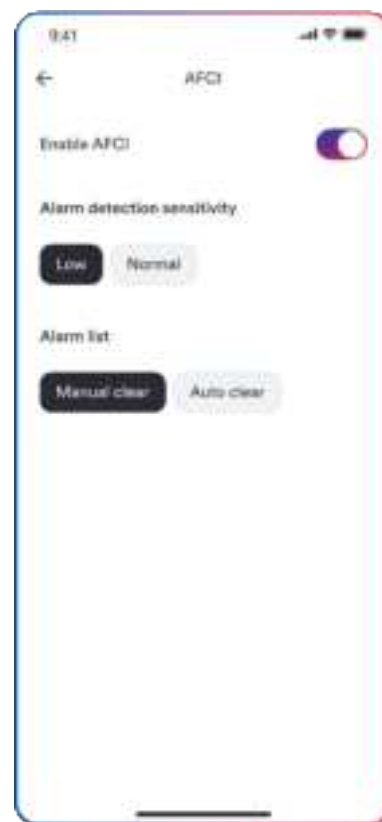 9:41
AFCI
Enable AFCI
Alarm detection sensitivity
Low Normal
Alarm list
Manual clear Auto clear